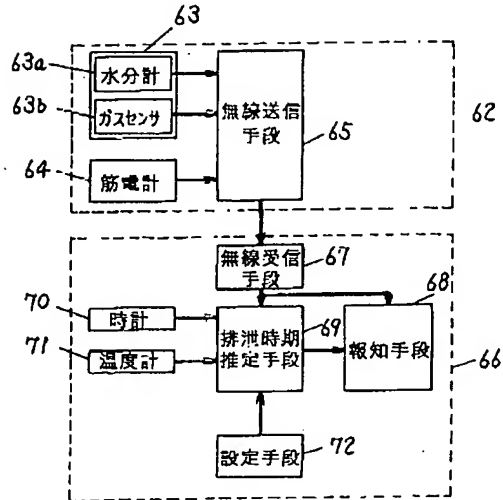 63
63a
水分計
63b
ガスセンサ
64
筋電計
無線送信
手段
65
62
無線受信
手段
67
68
70
時計
排泄時期
推定手段
69
報知手段
71
温度計
66
設定手段
72